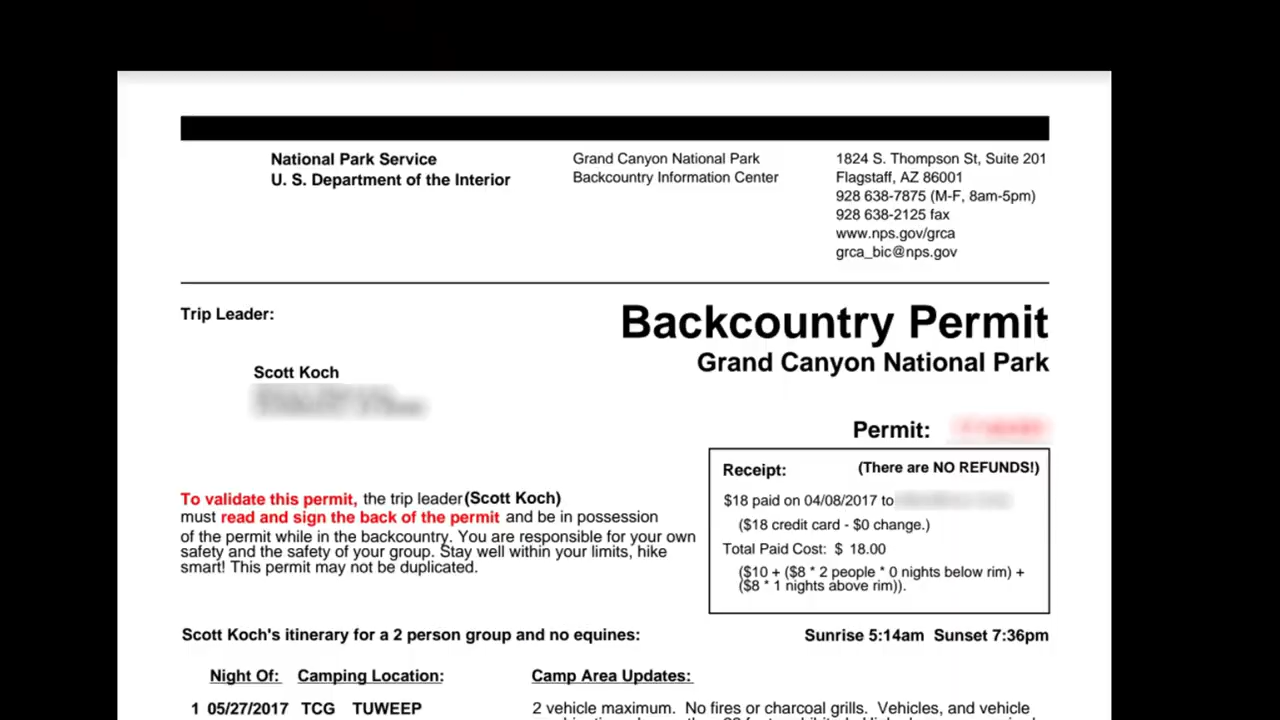 National Park Service
U. S. Department of the Interior
Grand Canyon National Park
Backcountry Information Center
1824 S. Thompson St, Suite 201
Flagstaff, AZ 86001
928 638-7875 (M-F, 8am-5pm)
928 638-2125 fax
www.nps.gov/grca
grca_bic@nps.gov
Trip Leader:
Backcountry Permit
Grand Canyon National Park
Scott Koch
Permit:
Receipt: (There are NO REFUNDS!)
$18 paid on 04/08/2017 to
($18 credit card - $0 change.)
Total Paid Cost: $ 18.00
($10 + ($8 * 2 people * 0 nights below rim) +
($8 * 1 nights above rim)).
To validate this permit, the trip leader(Scott Koch)
must read and sign the back of the permit and be in possession
of the permit while in the backcountry. You are responsible for your own
safety and the safety of your group. Stay well within your limits, hike
smart! This permit may not be duplicated.
Scott Koch's itinerary for a 2 person group and no equines:
Sunrise 5:14am Sunset 7:36pm
Night Of: Camping Location: Camp Area Updates:
1 05/27/2017 TCG TUWEEP 2 vehicle maximum. No fires or charcoal grills. Vehicles, and vehicle